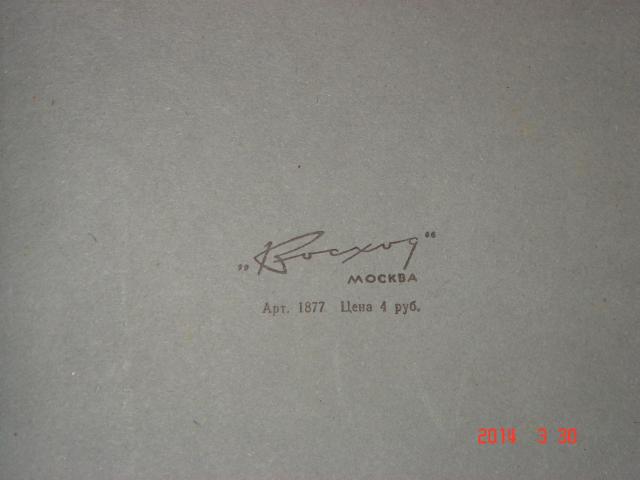 „Восход“
МОСКВА
Арт. 1877 Цена 4 руб.
2014 3 30